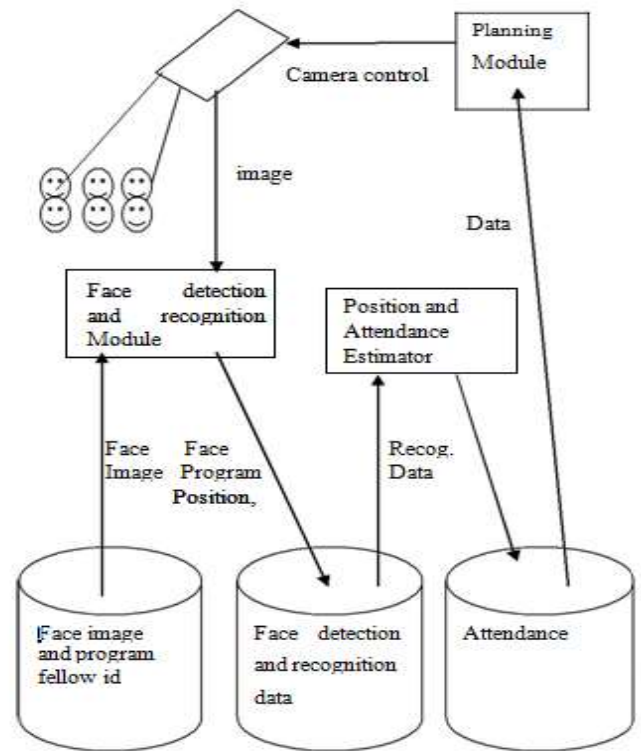 Planning
Module
Camera control
image
Data
Face detection
and recognition
Module
Position and
Attendance
Estimator
Face
Image
Face
Program
Position,
Recog.
Data
Face image
and program
fellow id
Face detection
and recognition
data
Attendance